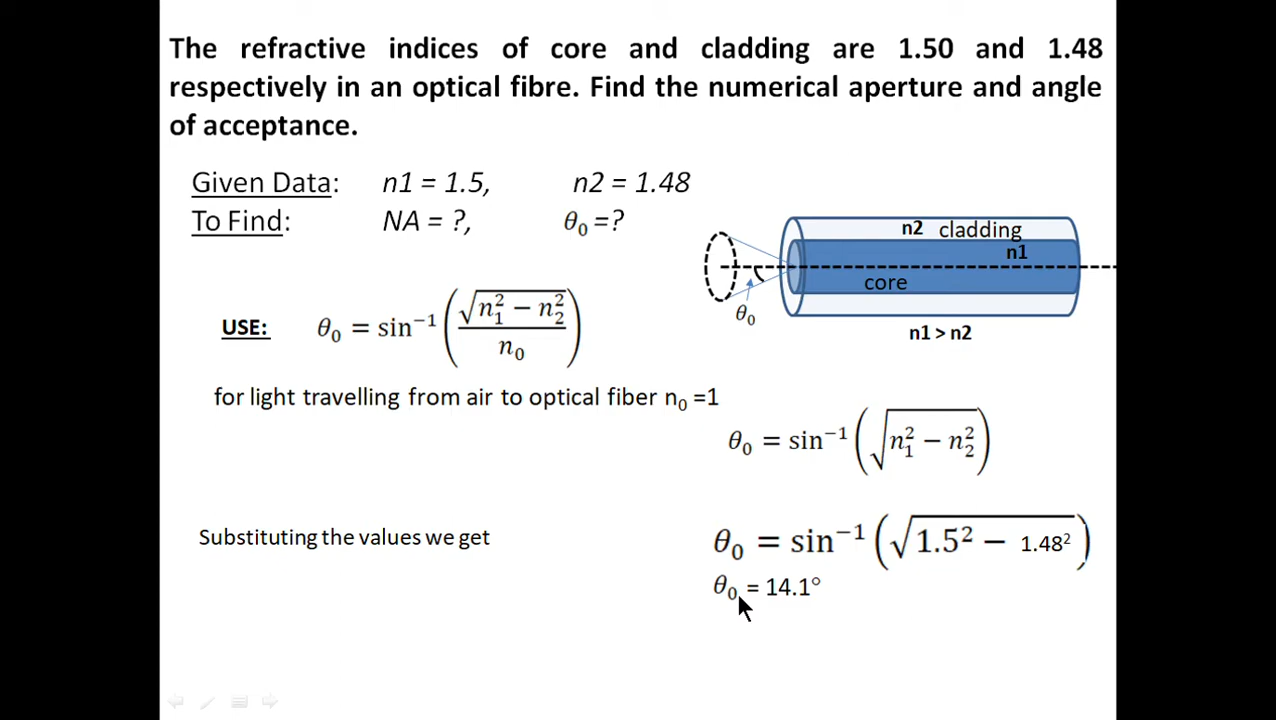 The refractive indices of core and cladding are 1.50 and 1.48
respectively in an optical fibre. Find the numerical aperture and angle
of acceptance.
Given Data: n1 = 1.5, n2 = 1.48
To Find: NA = ?, θ₀ =?
n2 cladding
n1
core
θ₀
n1 > n2
USE: θ₀ = sin⁻¹(√(n₁² − n₂²)/n₀)
for light travelling from air to optical fiber n₀ =1
θ₀ = sin⁻¹(√(n₁² − n₂²))
Substituting the values we get
θ₀ = sin⁻¹(√(1.5² − 1.48²))
θ₀ = 14.1°